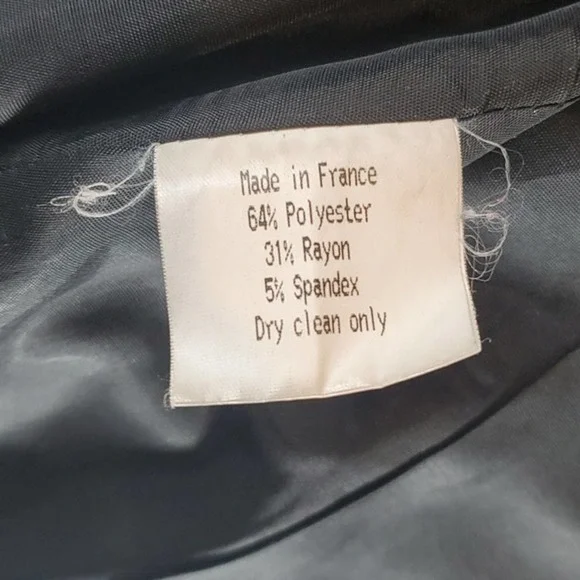 Made in France
64% Polyester
31% Rayon
5% Spandex
Dry clean only